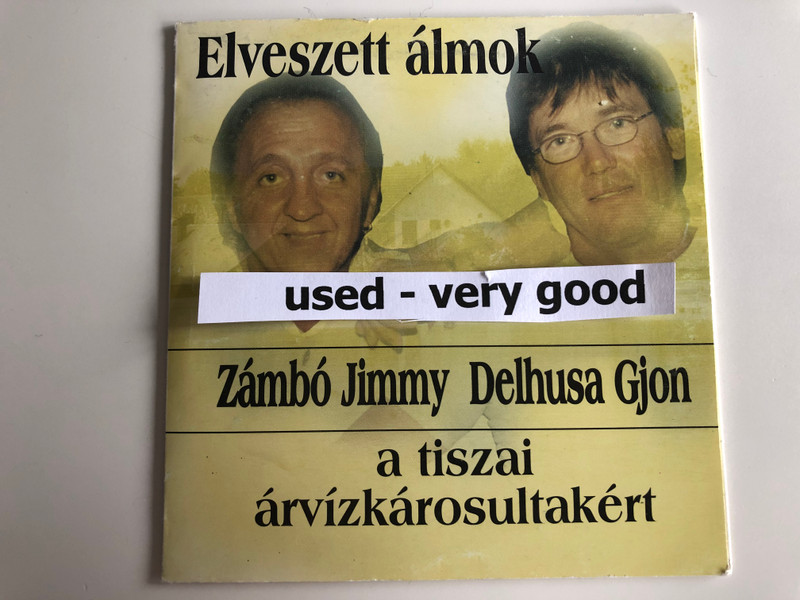 Elveszett álmok
used - very good
Zámbó Jimmy Delhusa Gjon
a tiszai
árvízkárosultakért